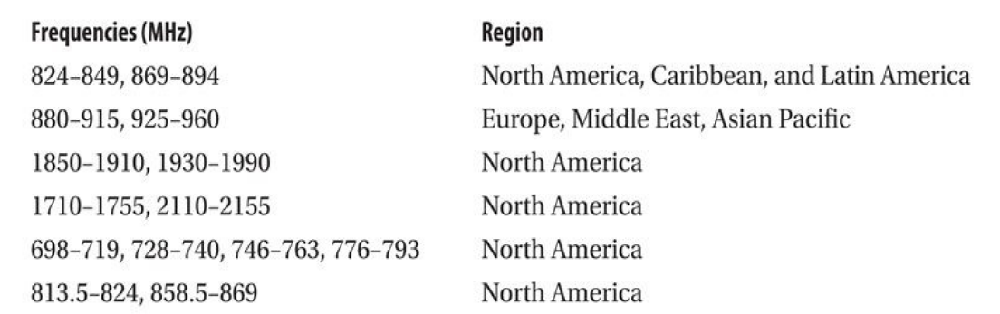 Frequencies (MHz) Region
824–849, 869–894 North America, Caribbean, and Latin America
880–915, 925–960 Europe, Middle East, Asian Pacific
1850–1910, 1930–1990 North America
1710–1755, 2110–2155 North America
698–719, 728–740, 746–763, 776–793 North America
813.5–824, 858.5–869 North America